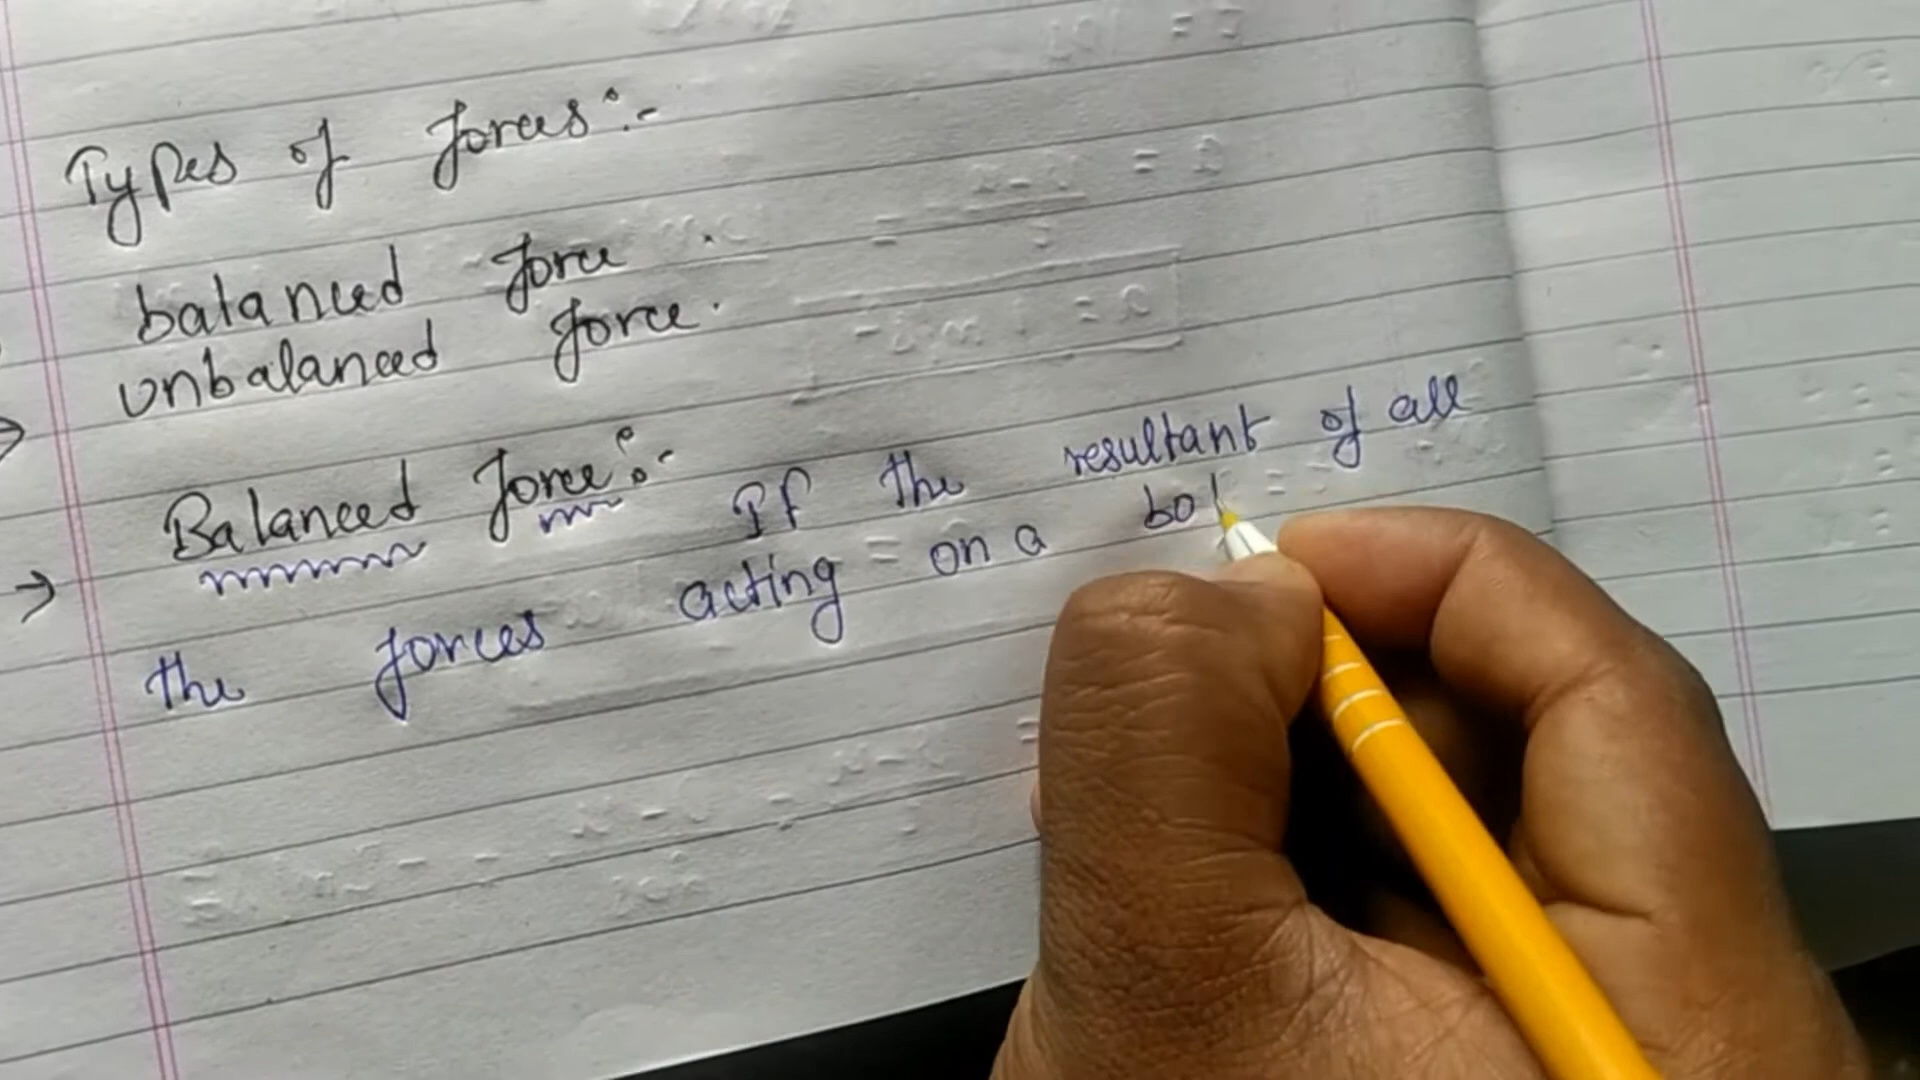 Types of forces:-
balanced force.
unbalanced force.
→ Balanced force:- If the resultant of all
the forces acting on a bo